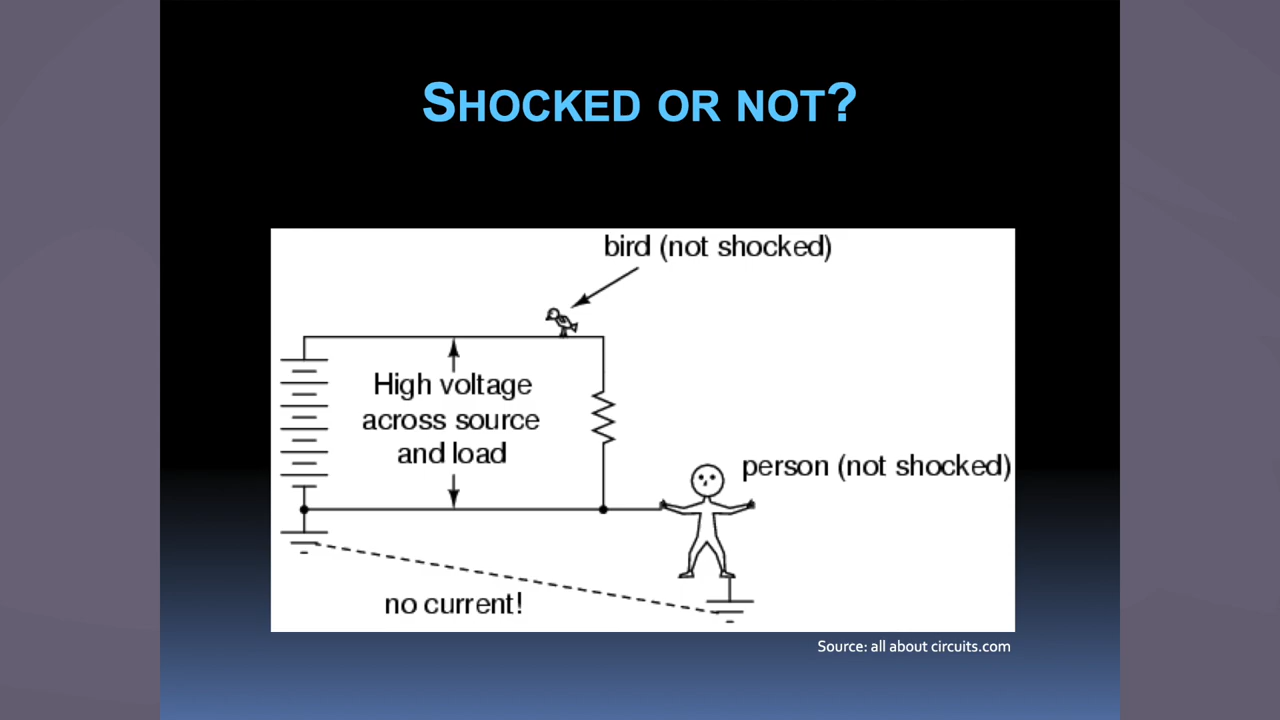 SHOCKED OR NOT?
bird (not shocked)
High voltage
across source
and load
person (not shocked)
no current!
Source: all about circuits.com